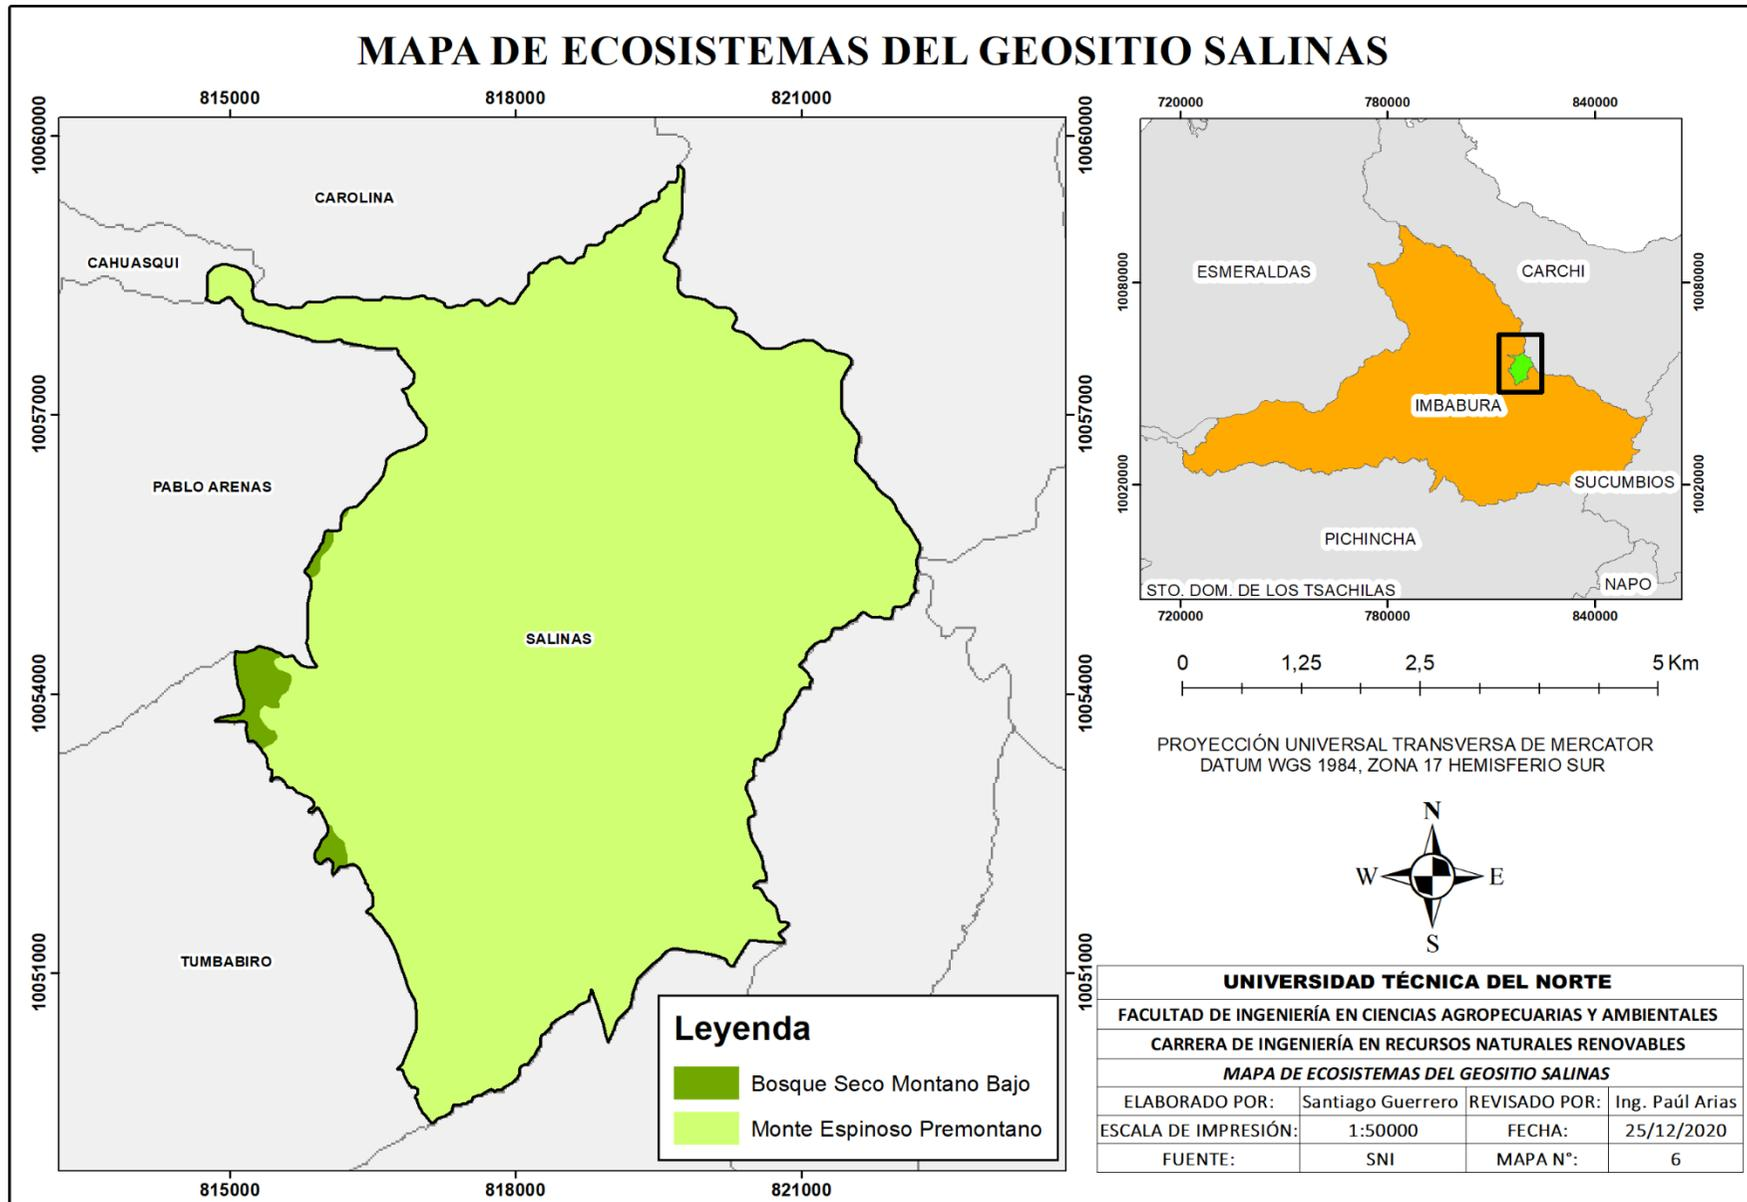 MAPA DE ECOSISTEMAS DEL GEOSITIO SALINAS
815000 818000 821000
10060000 10060000
10057000 10057000
10054000 10054000
10051000 10051000
CAROLINA
CAHUASQUI
PABLO ARENAS
SALINAS
TUMBABIRO
Leyenda
Bosque Seco Montano Bajo
Monte Espinoso Premontano
815000 818000 821000
720000 780000 840000
10080000 10080000
10020000 10020000
ESMERALDAS
CARCHI
IMBABURA
SUCUMBIOS
PICHINCHA
NAPO
STO. DOM. DE LOS TSACHILAS
720000 780000 840000
0 1,25 2,5 5 Km
PROYECCIÓN UNIVERSAL TRANSVERSA DE MERCATOR
DATUM WGS 1984, ZONA 17 HEMISFERIO SUR
N
W E
S
UNIVERSIDAD TÉCNICA DEL NORTE
FACULTAD DE INGENIERÍA EN CIENCIAS AGROPECUARIAS Y AMBIENTALES
CARRERA DE INGENIERÍA EN RECURSOS NATURALES RENOVABLES
MAPA DE ECOSISTEMAS DEL GEOSITIO SALINAS
ELABORADO POR: Santiago Guerrero REVISADO POR: Ing. Paúl Arias
ESCALA DE IMPRESIÓN: 1:50000 FECHA: 25/12/2020
FUENTE: SNI MAPA N°: 6